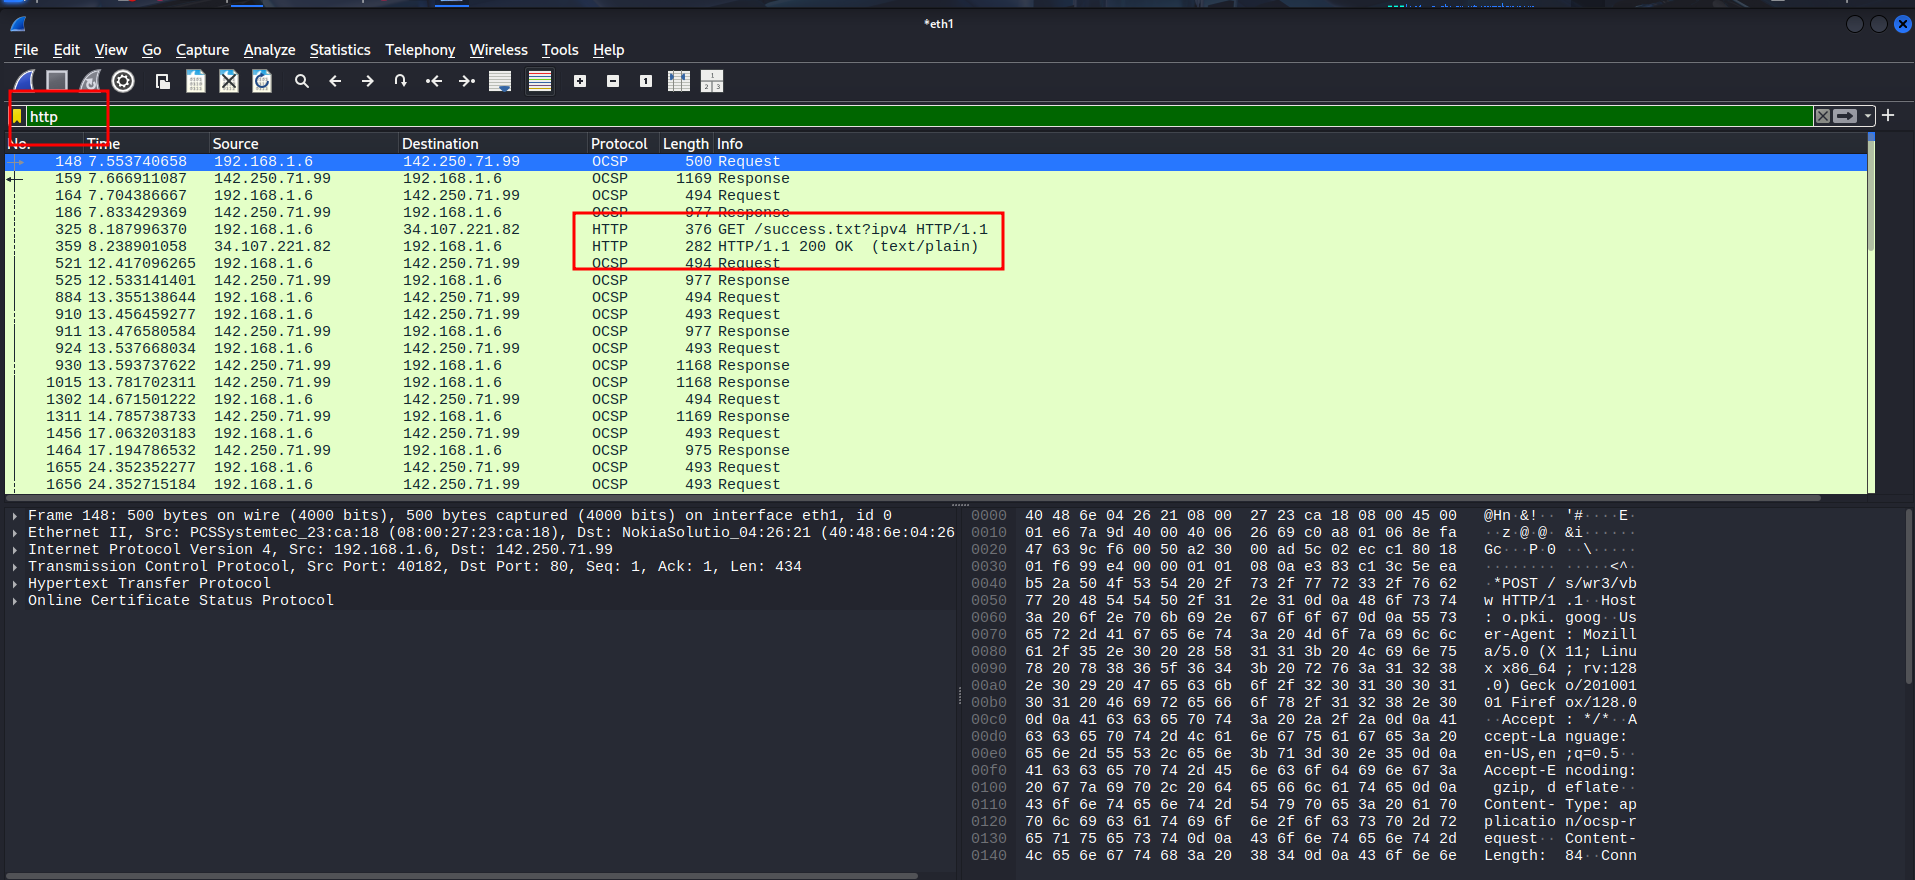 *eth1
File Edit View Go Capture Analyze Statistics Telephony Wireless Tools Help
http
No. Time Source Destination Protocol Length Info
148 7.553740658 192.168.1.6 142.250.71.99 OCSP 500 Request
159 7.666911087 142.250.71.99 192.168.1.6 OCSP 1169 Response
164 7.704386667 192.168.1.6 142.250.71.99 OCSP 494 Request
186 7.833429369 142.250.71.99 192.168.1.6 OCSP 977 Response
325 8.187996370 192.168.1.6 34.107.221.82 HTTP 376 GET /success.txt?ipv4 HTTP/1.1
359 8.238901058 34.107.221.82 192.168.1.6 HTTP 282 HTTP/1.1 200 OK (text/plain)
521 12.417096265 192.168.1.6 142.250.71.99 OCSP 494 Request
525 12.533141401 142.250.71.99 192.168.1.6 OCSP 977 Response
884 13.355138644 192.168.1.6 142.250.71.99 OCSP 494 Request
910 13.456459277 192.168.1.6 142.250.71.99 OCSP 493 Request
911 13.476580584 142.250.71.99 192.168.1.6 OCSP 977 Response
924 13.537668034 192.168.1.6 142.250.71.99 OCSP 493 Request
930 13.593737622 142.250.71.99 192.168.1.6 OCSP 1168 Response
1015 13.781702311 142.250.71.99 192.168.1.6 OCSP 1168 Response
1302 14.671501222 192.168.1.6 142.250.71.99 OCSP 494 Request
1311 14.785738733 142.250.71.99 192.168.1.6 OCSP 1169 Response
1456 17.063203183 192.168.1.6 142.250.71.99 OCSP 493 Request
1464 17.194786532 142.250.71.99 192.168.1.6 OCSP 975 Response
1655 24.352352277 192.168.1.6 142.250.71.99 OCSP 493 Request
1656 24.352715184 192.168.1.6 142.250.71.99 OCSP 493 Request
Frame 148: 500 bytes on wire (4000 bits), 500 bytes captured (4000 bits) on interface eth1, id 0
Ethernet II, Src: PCSSystemtec_23:ca:18 (08:00:27:23:ca:18), Dst: NokiaSolutio_04:26:21 (40:48:6e:04:26
Internet Protocol Version 4, Src: 192.168.1.6, Dst: 142.250.71.99
Transmission Control Protocol, Src Port: 40182, Dst Port: 80, Seq: 1, Ack: 1, Len: 434
Hypertext Transfer Protocol
Online Certificate Status Protocol
0000 40 48 6e 04 26 21 08 00 27 23 ca 18 08 00 45 00 @Hn·&!·· '#····E·
0010 01 e6 7a 9d 40 00 40 06 26 69 c0 a8 01 06 8e fa ··z·@·@· &i······
0020 47 63 9c f6 00 50 a2 30 00 ad 5c 02 ec c1 80 18 Gc···P·0 ··\·····
0030 01 f6 99 e4 00 00 01 01 08 0a e3 83 c1 3c 5e ea ········ ·····<^·
0040 b5 2a 50 4f 53 54 20 2f 73 2f 77 72 33 2f 76 62 ·*POST / s/wr3/vb
0050 77 20 48 54 54 50 2f 31 2e 31 0d 0a 48 6f 73 74 w HTTP/1 .1··Host
0060 3a 20 6f 2e 70 6b 69 2e 67 6f 6f 67 0d 0a 55 73 : o.pki. goog··Us
0070 65 72 2d 41 67 65 6e 74 3a 20 4d 6f 7a 69 6c 6c er-Agent : Mozill
0080 61 2f 35 2e 30 20 28 58 31 31 3b 20 4c 69 6e 75 a/5.0 (X 11; Linu
0090 78 20 78 38 36 5f 36 34 3b 20 72 76 3a 31 32 38 x x86_64 ; rv:128
00a0 2e 30 29 20 47 65 63 6b 6f 2f 32 30 31 30 30 31 .0) Geck o/201001
00b0 30 31 20 46 69 72 65 66 6f 78 2f 31 32 38 2e 30 01 Firef ox/128.0
00c0 0d 0a 41 63 63 65 70 74 3a 20 2a 2f 2a 0d 0a 41 ··Accept : */*··A
00d0 63 63 65 70 74 2d 4c 61 6e 67 75 61 67 65 3a 20 ccept-La nguage:
00e0 65 6e 2d 55 53 2c 65 6e 3b 71 3d 30 2e 35 0d 0a en-US,en ;q=0.5··
00f0 41 63 63 65 70 74 2d 45 6e 63 6f 64 69 6e 67 3a Accept-E ncoding:
0100 20 67 7a 69 70 2c 20 64 65 66 6c 61 74 65 0d 0a gzip, d eflate··
0110 43 6f 6e 74 65 6e 74 2d 54 79 70 65 3a 20 61 70 Content- Type: ap
0120 70 6c 69 63 61 74 69 6f 6e 2f 6f 63 73 70 2d 72 plicatio n/ocsp-r
0130 65 71 75 65 73 74 0d 0a 43 6f 6e 74 65 6e 74 2d equest·· Content-
0140 4c 65 6e 67 74 68 3a 20 38 34 0d 0a 43 6f 6e 6e Length: 84··Conn